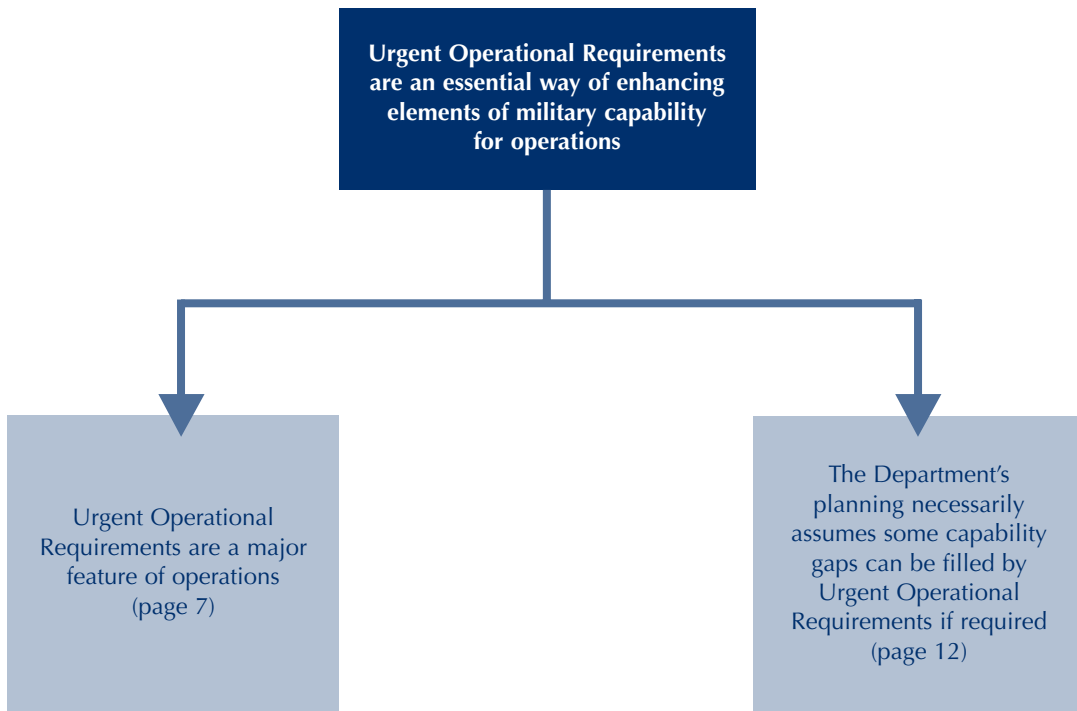 Urgent Operational Requirements
are an essential way of enhancing
elements of military capability
for operations
Urgent Operational
Requirements are a major
feature of operations
(page 7)
The Department’s
planning necessarily
assumes some capability
gaps can be filled by
Urgent Operational
Requirements if required
(page 12)